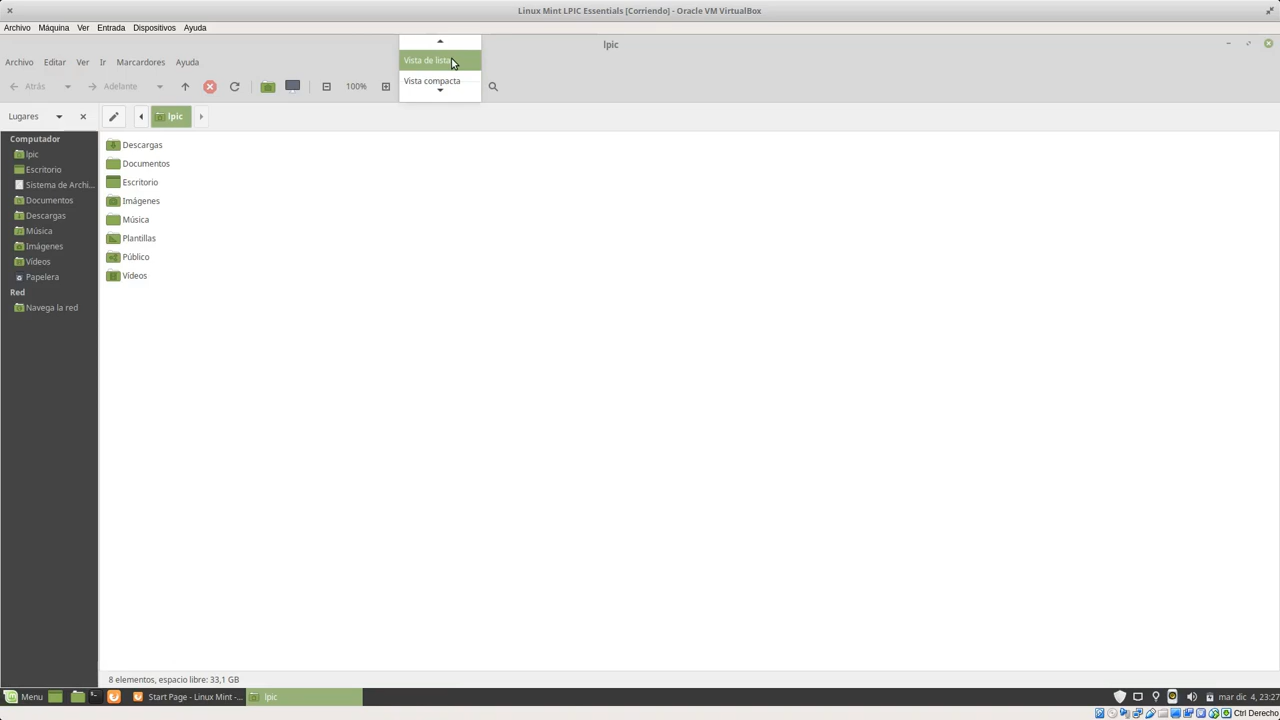 Linux Mint LPIC Essentials [Corriendo] - Oracle VM VirtualBox
Archivo Máquina Ver Entrada Dispositivos Ayuda
lpic
Archivo Editar Ver Ir Marcadores Ayuda
Vista de lista
Vista compacta
Atrás Adelante 100%
Lugares lpic
Computador
lpic
Escritorio
Sistema de Archi...
Documentos
Descargas
Música
Imágenes
Vídeos
Papelera
Red
Navega la red
Descargas
Documentos
Escritorio
Imágenes
Música
Plantillas
Público
Vídeos
8 elementos, espacio libre: 33,1 GB
Menu Start Page - Linux Mint -... lpic mar dic 4, 23:27
Ctrl Derecho